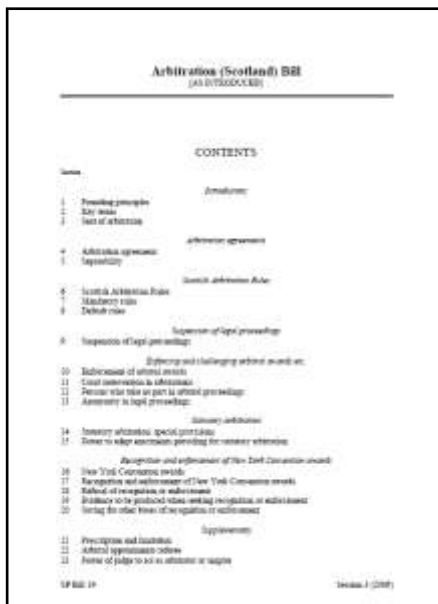 Arbitration (Scotland) Bill
[AS INTRODUCED]
CONTENTS
Section
Introductory
1 Founding principles
2 Key terms
3 Seat of arbitration
Arbitration agreements
4 Arbitration agreement
5 Separability
Scottish Arbitration Rules
6 Scottish Arbitration Rules
7 Mandatory rules
8 Default rules
Suspension of legal proceedings
9 Suspension of legal proceedings
Enforcing and challenging arbitral awards etc.
10 Enforcement of arbitral awards
11 Court intervention in arbitrations
12 Persons who take no part in arbitral proceedings
13 Anonymity in legal proceedings
Statutory arbitration
14 Statutory arbitration: special provisions
15 Power to adapt enactments providing for statutory arbitration
Recognition and enforcement of New York Convention awards
16 New York Convention awards
17 Recognition and enforcement of New York Convention awards
18 Refusal of recognition or enforcement
19 Evidence to be produced when seeking recognition or enforcement
20 Saving for other bases of recognition or enforcement
Supplementary
21 Prescription and limitation
22 Arbitral appointments referee
23 Power of judge to act as arbitrator or umpire
SP Bill 19 Session 3 (2009)